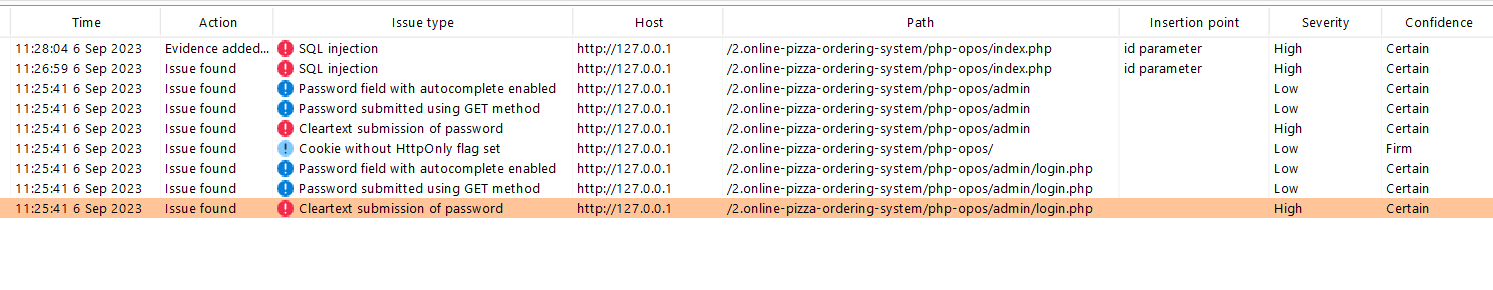 Time Action Issue type Host Path Insertion point Severity Confidence
11:28:04 6 Sep 2023 Evidence added... SQL injection http://127.0.0.1 /2.online-pizza-ordering-system/php-opos/index.php id parameter High Certain
11:26:59 6 Sep 2023 Issue found SQL injection http://127.0.0.1 /2.online-pizza-ordering-system/php-opos/index.php id parameter High Certain
11:25:41 6 Sep 2023 Issue found Password field with autocomplete enabled http://127.0.0.1 /2.online-pizza-ordering-system/php-opos/admin Low Certain
11:25:41 6 Sep 2023 Issue found Password submitted using GET method http://127.0.0.1 /2.online-pizza-ordering-system/php-opos/admin Low Certain
11:25:41 6 Sep 2023 Issue found Cleartext submission of password http://127.0.0.1 /2.online-pizza-ordering-system/php-opos/admin High Certain
11:25:41 6 Sep 2023 Issue found Cookie without HttpOnly flag set http://127.0.0.1 /2.online-pizza-ordering-system/php-opos/ Low Firm
11:25:41 6 Sep 2023 Issue found Password field with autocomplete enabled http://127.0.0.1 /2.online-pizza-ordering-system/php-opos/admin/login.php Low Certain
11:25:41 6 Sep 2023 Issue found Password submitted using GET method http://127.0.0.1 /2.online-pizza-ordering-system/php-opos/admin/login.php Low Certain
11:25:41 6 Sep 2023 Issue found Cleartext submission of password http://127.0.0.1 /2.online-pizza-ordering-system/php-opos/admin/login.php High Certain